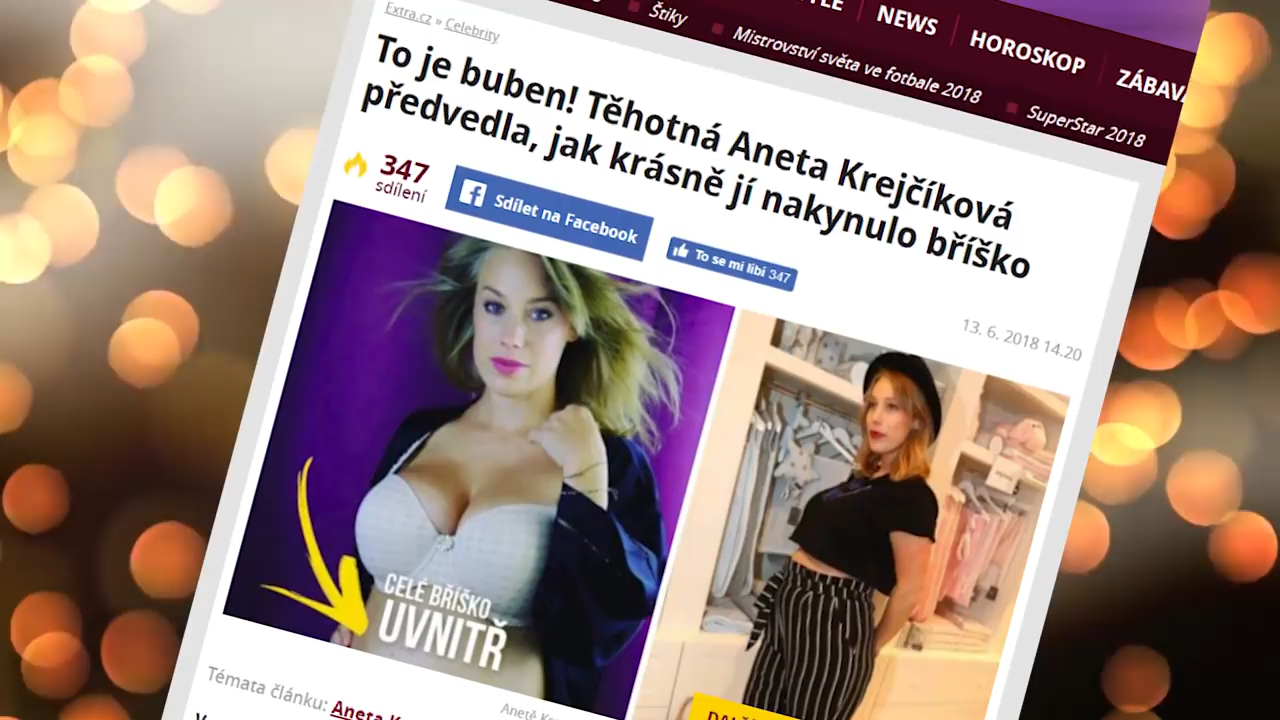 NEWS
HOROSKOP
ZÁBAVA
Štiky
Mistrovství světa ve fotbale 2018
SuperStar 2018
Extra.cz » Celebrity
To je buben! Těhotná Aneta Krejčíková
předvedla, jak krásně jí nakynulo bříško
347
sdílení
Sdílet na Facebook
To se mi líbí 347
13. 6. 2018 14.20
CELÉ BŘÍŠKO
UVNITŘ
Témata článku: Aneta